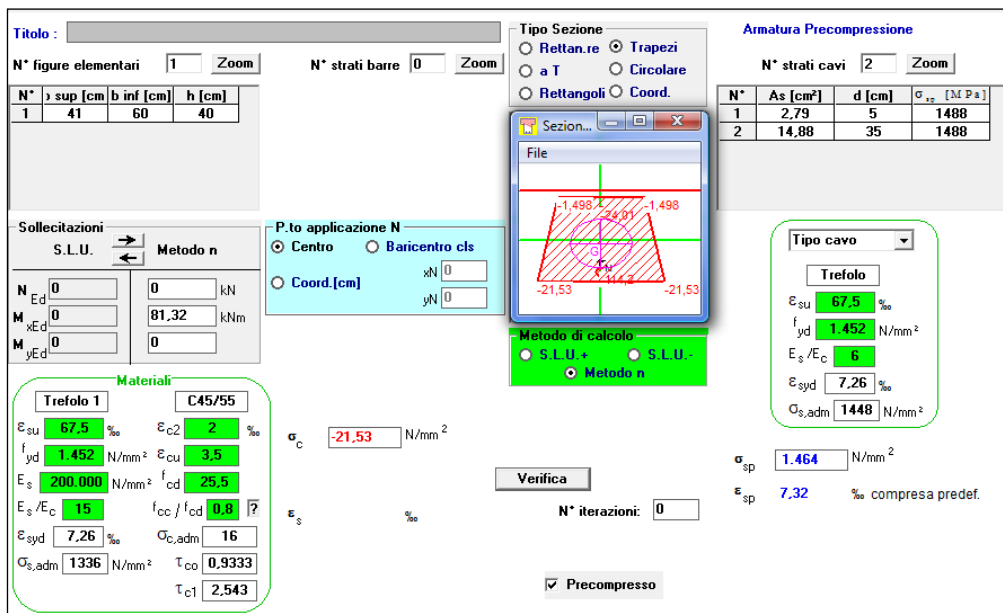 Titolo :
N° figure elementari 1 Zoom
N° strati barre 0 Zoom
Tipo Sezione
Rettan.re Trapezi
a T Circolare
Rettangoli Coord.
Armatura Precompressione
N° strati cavi 2 Zoom
N° ɔ sup [cm b inf [cm] h [cm]
1 41 60 40
N° As [cm²] d [cm] σsp [MPa]
1 2,79 5 1488
2 14,88 35 1488
Sezion...
File
-1,498 -1,498
-24,01
G
N
-114,2
-21,53 -21,53
Sollecitazioni
S.L.U. Metodo n
N Ed 0 0 kN
M xEd 0 81,32 kNm
M yEd 0 0
P.to applicazione N
Centro Baricentro cls
Coord.[cm] xN 0
yN 0
Metodo di calcolo
S.L.U.+ S.L.U.-
Metodo n
Tipo cavo
Trefolo
εsu 67,5 ‰
fyd 1.452 N/mm²
Es /Ec 6
εsyd 7,26 ‰
σs,adm 1448 N/mm²
Materiali
Trefolo 1 C45/55
εsu 67,5 ‰ εc2 2 ‰
fyd 1.452 N/mm² εcu 3,5
Es 200.000 N/mm² fcd 25,5
Es /Ec 15 fcc / fcd 0,8 ?
εsyd 7,26 ‰ σc,adm 16
σs,adm 1336 N/mm² τco 0,9333
τc1 2,543
σc -21,53 N/mm²
εs ‰
Verifica
N° iterazioni: 0
Precompresso
σsp 1.464 N/mm²
εsp 7,32 ‰ compresa predef.